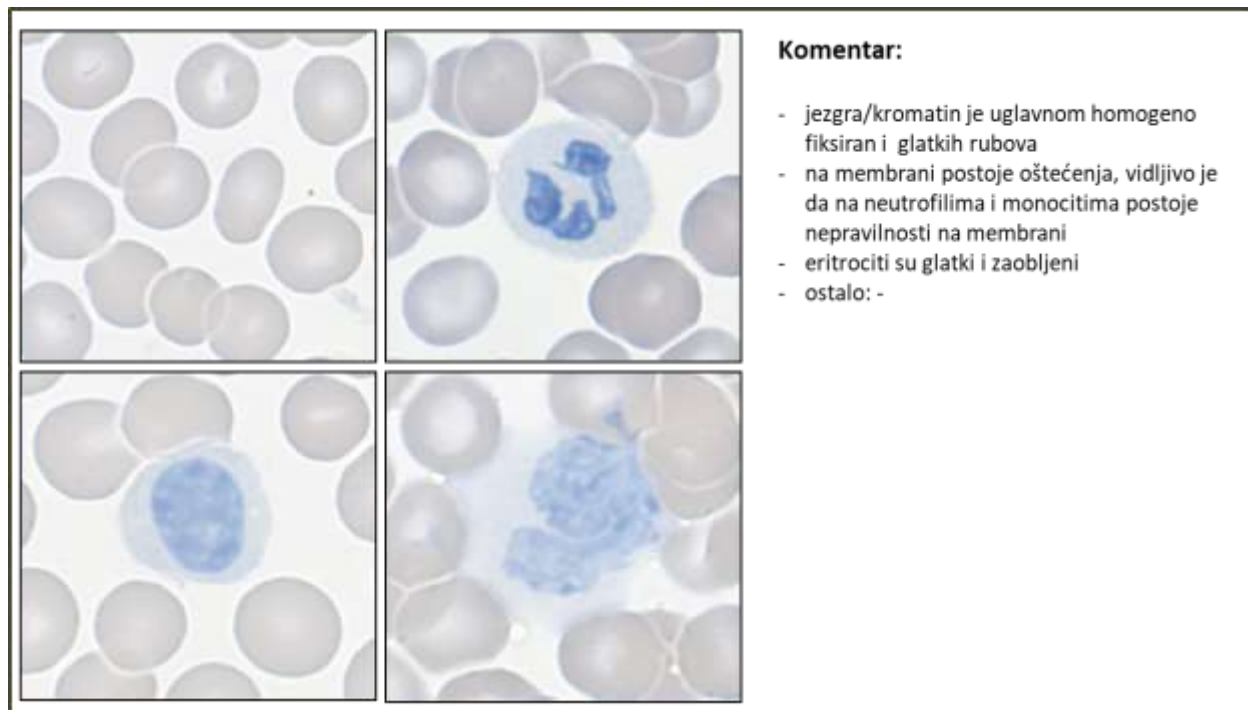 Komentar:
- jezgra/kromatin je uglavnom homogeno
fiksiran i glatkih rubova
- na membrani postoje oštećenja, vidljivo je
da na neutrofilima i monocitima postoje
nepravilnosti na membrani
- eritrociti su glatki i zaobljeni
- ostalo: -